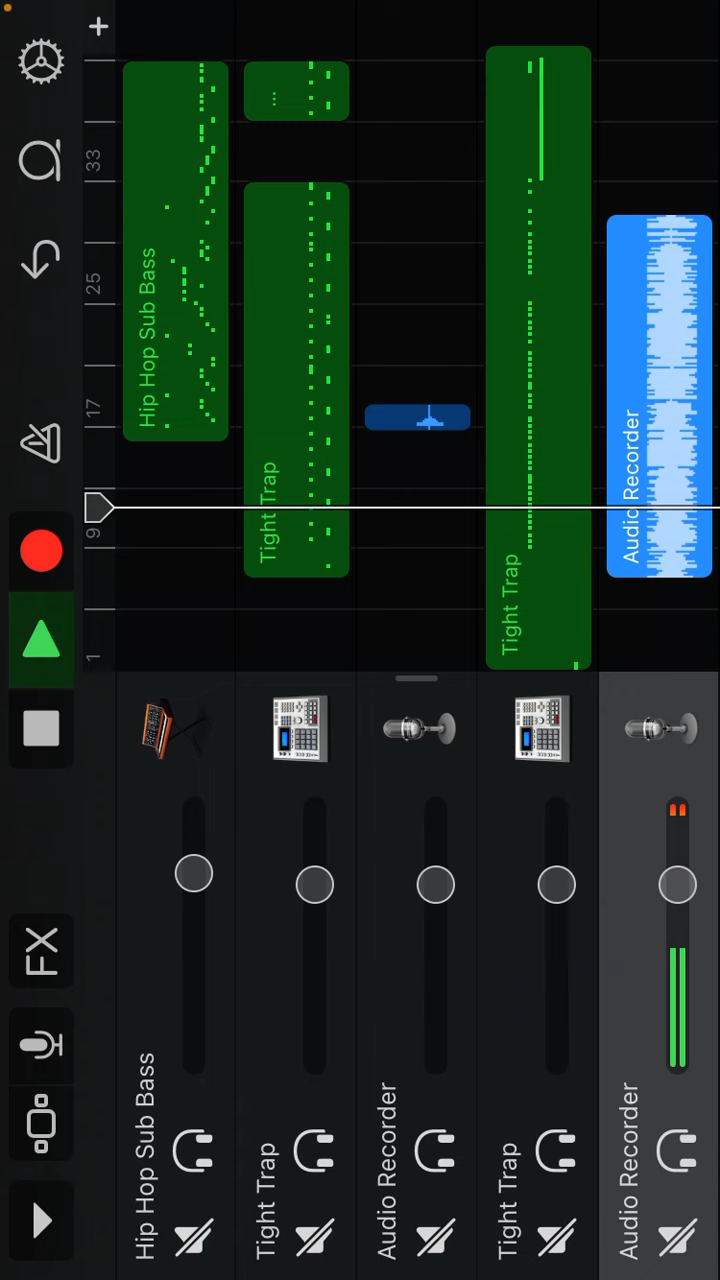 FX
1
9
17
25
33
+
Hip Hop Sub Bass
Hip Hop Sub Bass
Tight Trap
Tight Trap
...
Audio Recorder
Tight Trap
Tight Trap
Audio Recorder
Audio Recorder